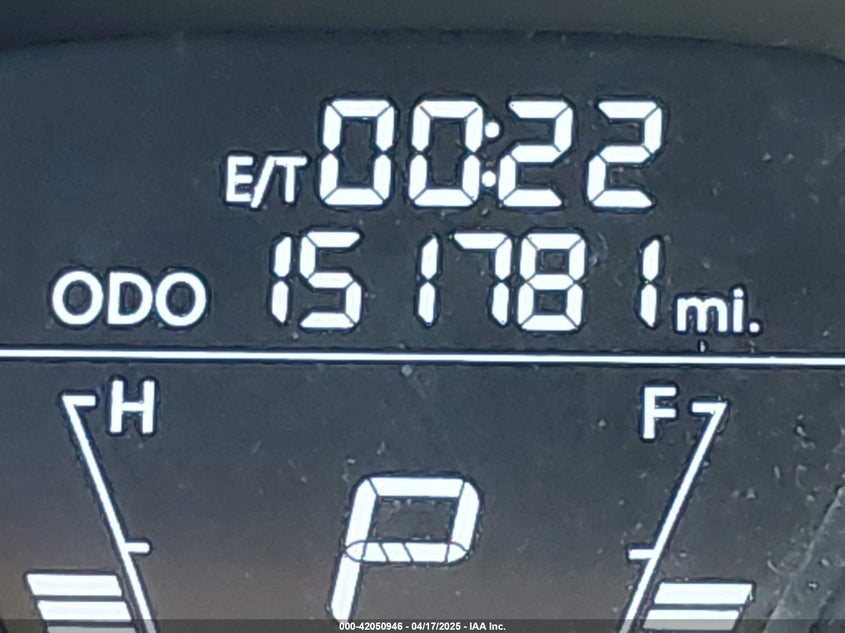 E/T 00:22
ODO 151781 mi.
H F
P
000-42050946 - 04/17/2025 - IAA Inc.